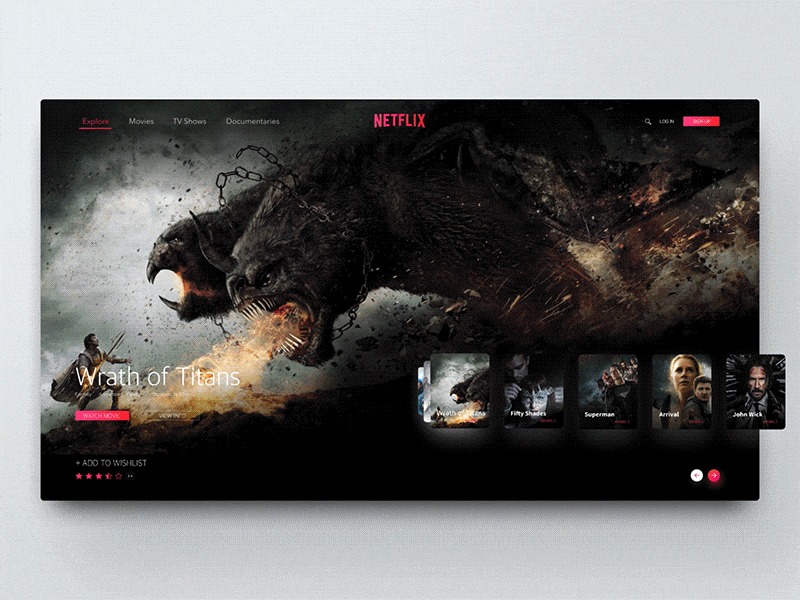 Explore Movies TV Shows Documentaries NETFLIX LOG IN SIGN UP
Wrath of Titans
WATCH MOVIE VIEW INFO
Wrath of Titans
Fifty Shades
Superman
Arrival
John Wick
+ ADD TO WISHLIST